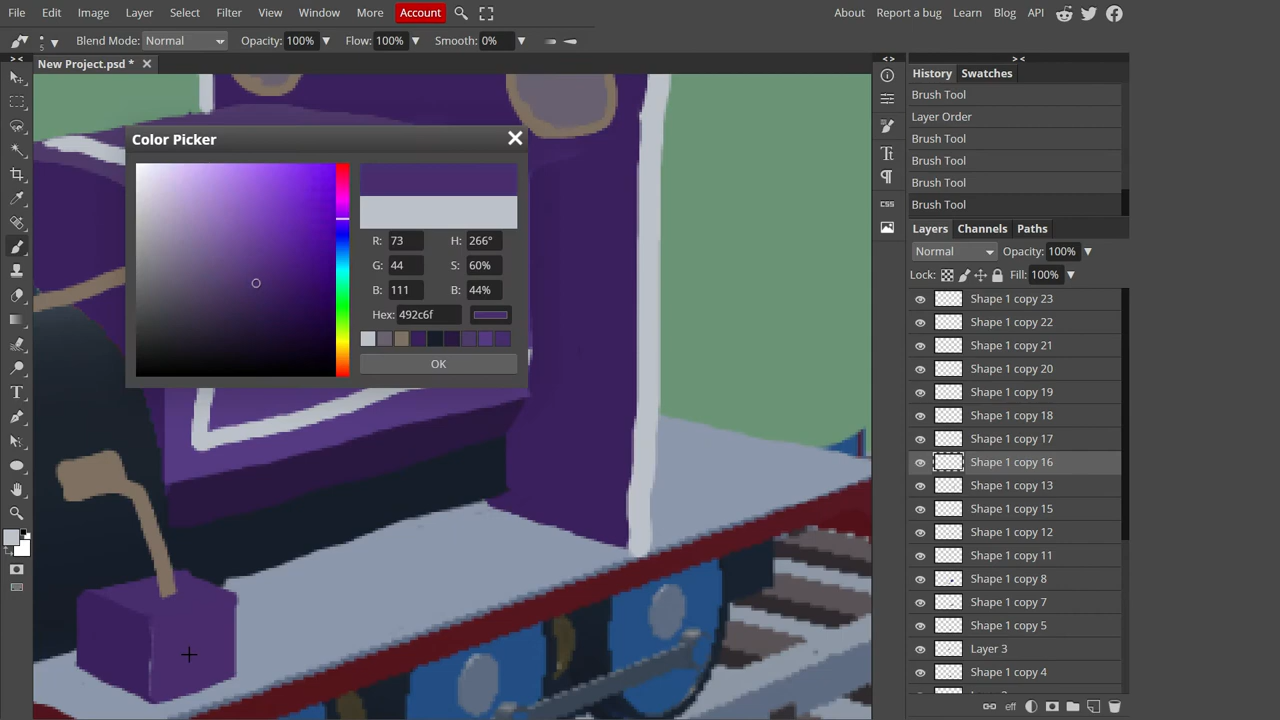 File Edit Image Layer Select Filter View Window More Account
About Report a bug Learn Blog API
5 Blend Mode: Normal Opacity: 100% Flow: 100% Smooth: 0%
New Project.psd *
Color Picker
R: 73 H: 266°
G: 44 S: 60%
B: 111 B: 44%
Hex: 492c6f
OK
CSS
History Swatches
Brush Tool
Layer Order
Brush Tool
Brush Tool
Brush Tool
Brush Tool
Layers Channels Paths
Normal Opacity: 100%
Lock: Fill: 100%
Shape 1 copy 23
Shape 1 copy 22
Shape 1 copy 21
Shape 1 copy 20
Shape 1 copy 19
Shape 1 copy 18
Shape 1 copy 17
Shape 1 copy 16
Shape 1 copy 13
Shape 1 copy 15
Shape 1 copy 12
Shape 1 copy 11
Shape 1 copy 8
Shape 1 copy 7
Shape 1 copy 5
Layer 3
Shape 1 copy 4
eff